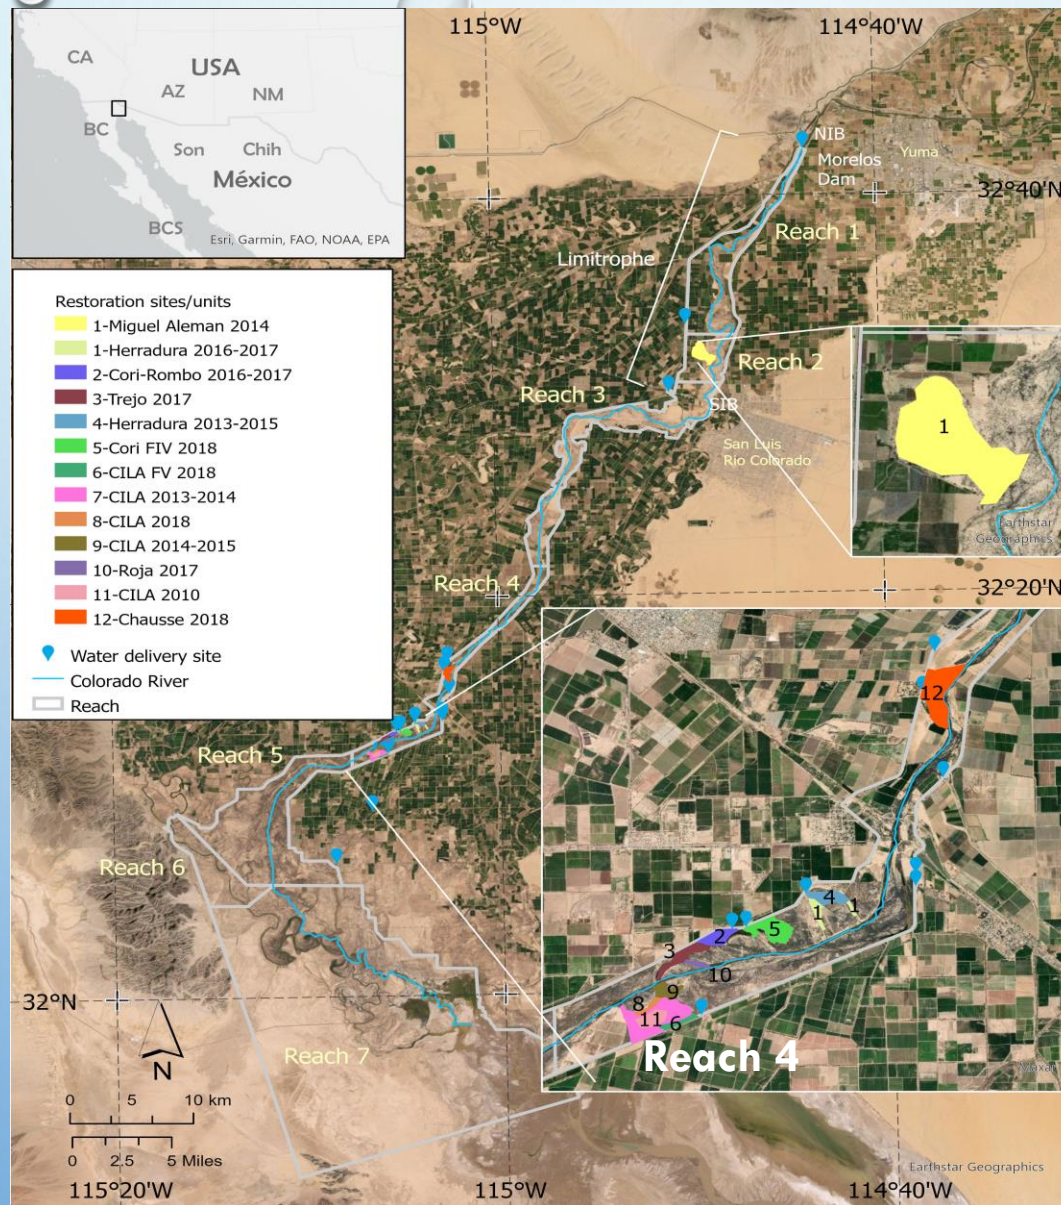 115°W
114°40'W
CA
USA
AZ
NM
BC
Son
Chih
México
BCS
Esri, Garmin, FAO, NOAA, EPA
NIB
Morelos
Dam
Yuma
32°40'N
Reach 1
Limitrophe
Reach 2
Reach 3
SIB
San Luis
Rio Colorado
1
Earthstar
Geographics
Restoration sites/units
1-Miguel Aleman 2014
1-Herradura 2016-2017
2-Cori-Rombo 2016-2017
3-Trejo 2017
4-Herradura 2013-2015
5-Cori FIV 2018
6-CILA FV 2018
7-CILA 2013-2014
8-CILA 2018
9-CILA 2014-2015
10-Roja 2017
11-CILA 2010
12-Chausse 2018
Water delivery site
Colorado River
Reach
Reach 4
32°20'N
Reach 5
Reach 6
12
4
1
1
5
2
3
10
9
8
11
6
Reach 4
Maxar
32°N
Reach 7
N
0 5 10 km
0 2.5 5 Miles
Earthstar Geographics
115°20'W
115°W
114°40'W